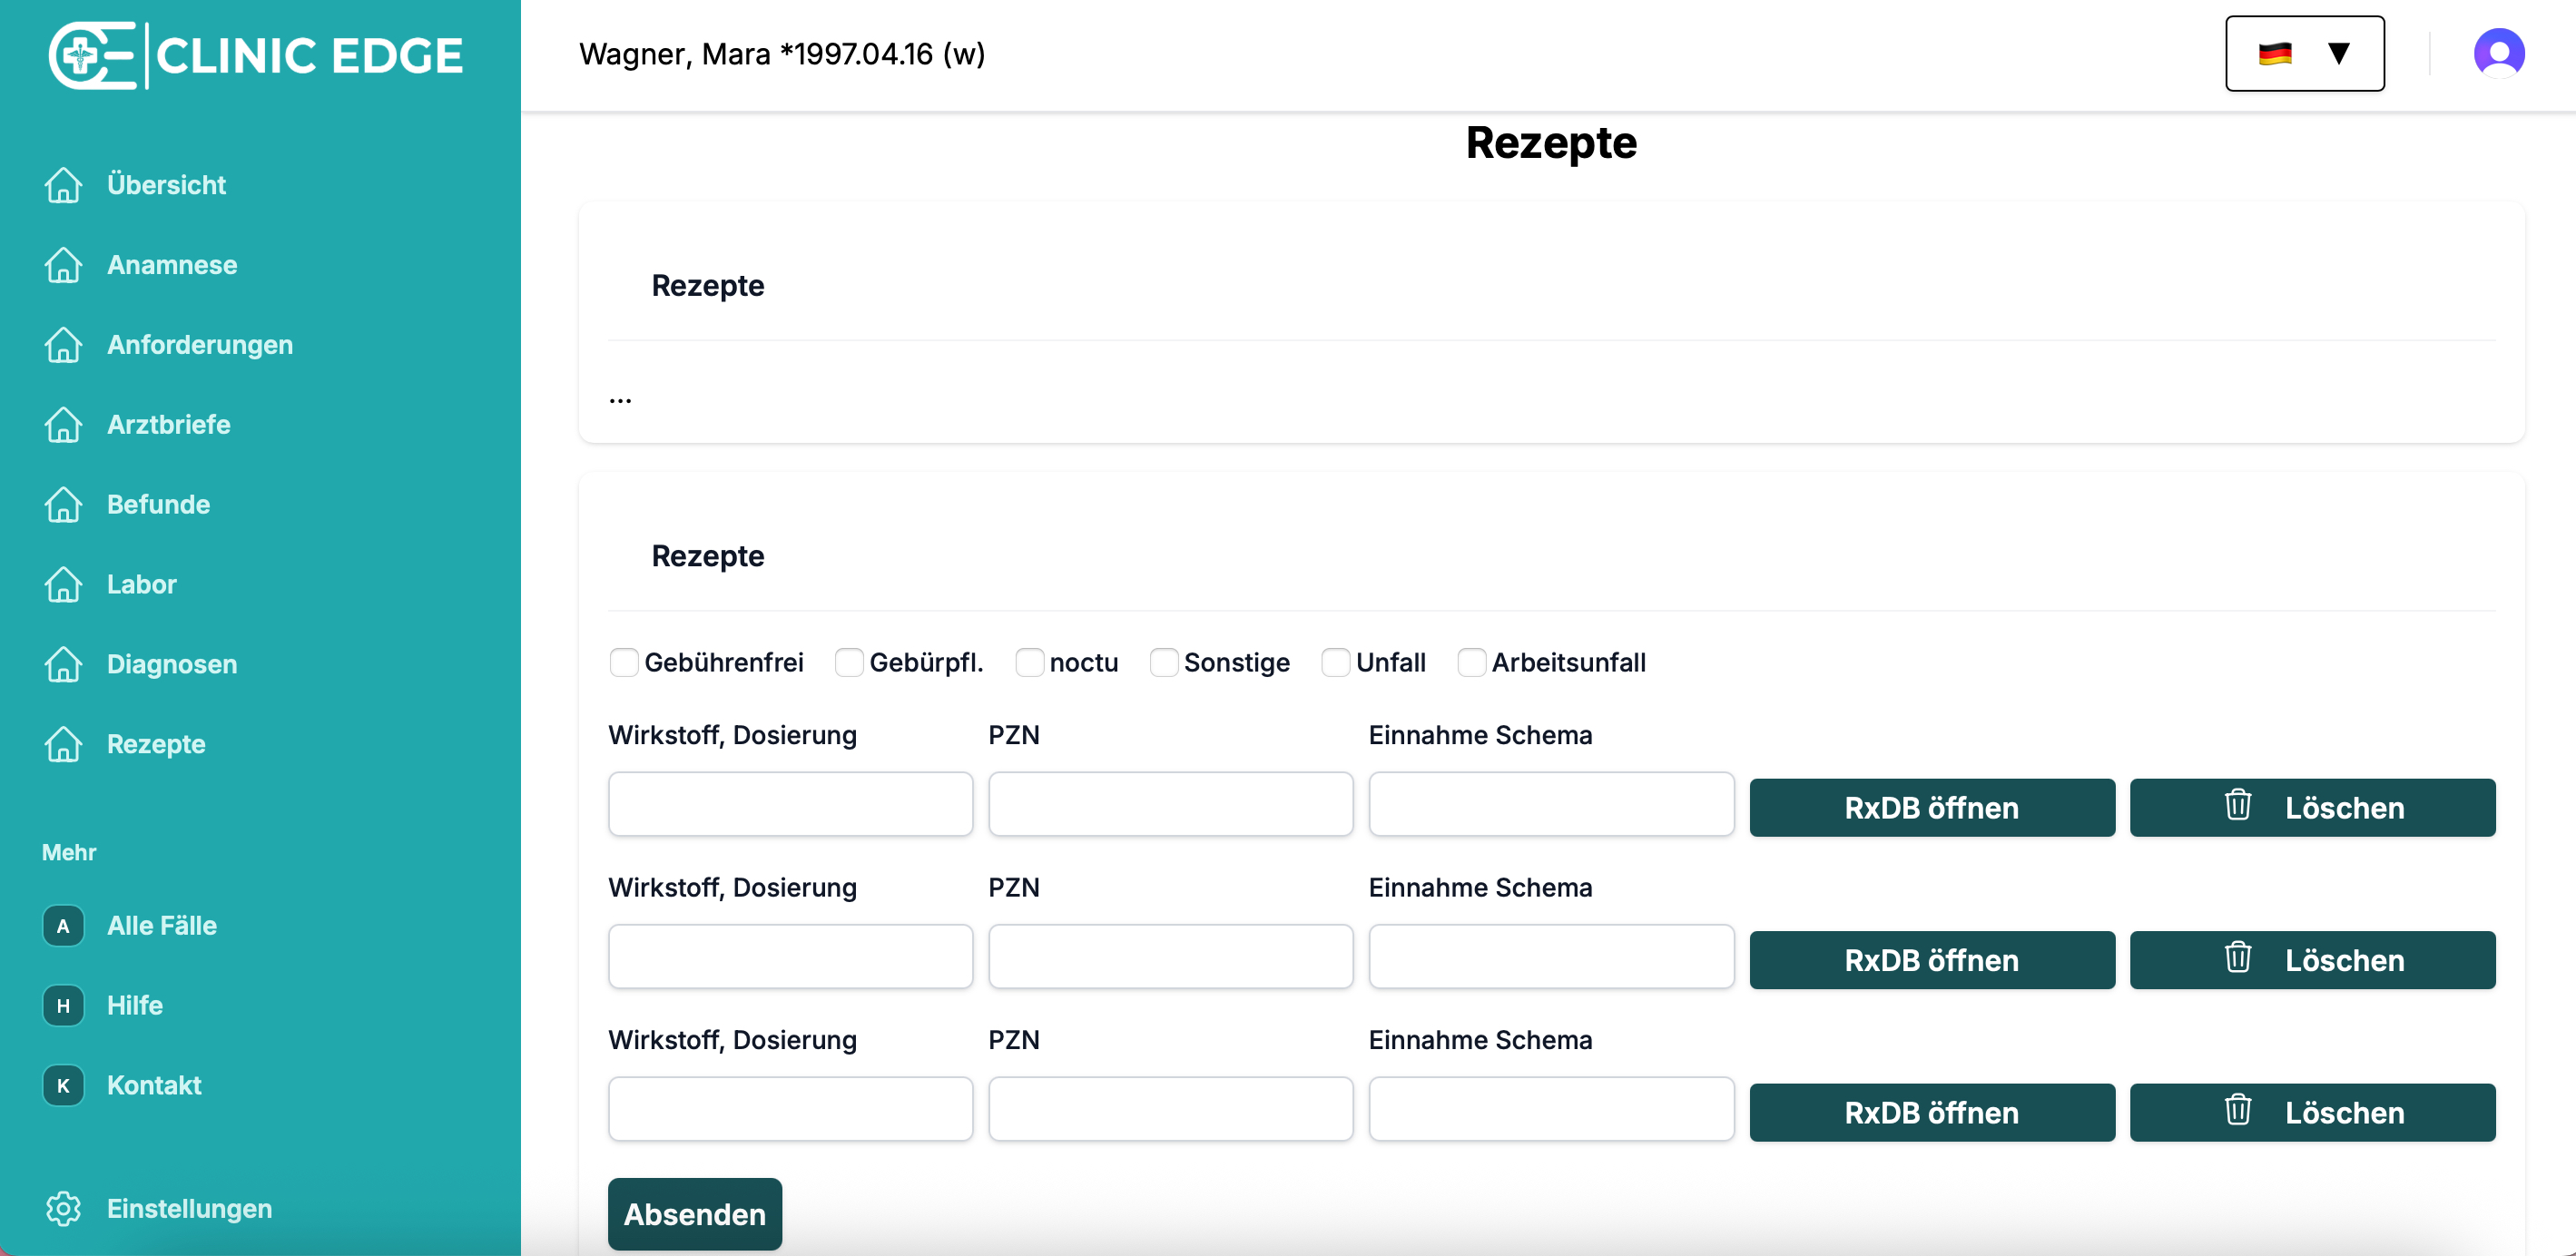 CLINIC EDGE
Wagner, Mara *1997.04.16 (w)
Übersicht
Anamnese
Anforderungen
Arztbriefe
Befunde
Labor
Diagnosen
Rezepte
Mehr
A Alle Fälle
H Hilfe
K Kontakt
Einstellungen
Rezepte
Rezepte
...
Rezepte
Gebührenfrei Gebürpfl. noctu Sonstige Unfall Arbeitsunfall
Wirkstoff, Dosierung PZN Einnahme Schema
RxDB öffnen Löschen
Wirkstoff, Dosierung PZN Einnahme Schema
RxDB öffnen Löschen
Wirkstoff, Dosierung PZN Einnahme Schema
RxDB öffnen Löschen
Absenden